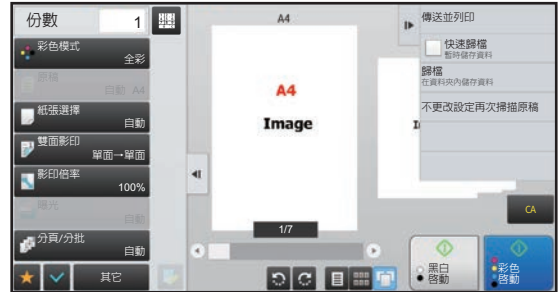 份數
1
彩色模式
全彩
原稿
自動 A4
紙張選擇
自動
雙面影印
單面→單面
影印倍率
100%
曝光
自動
分頁/分批
自動
其它
A4
A4
Image
1/7
傳送並列印
快速歸檔
暫時儲存資料
歸檔
在資料夾內儲存資料
不更改設定再次掃描原稿
CA
黑白
啓動
彩色
啓動